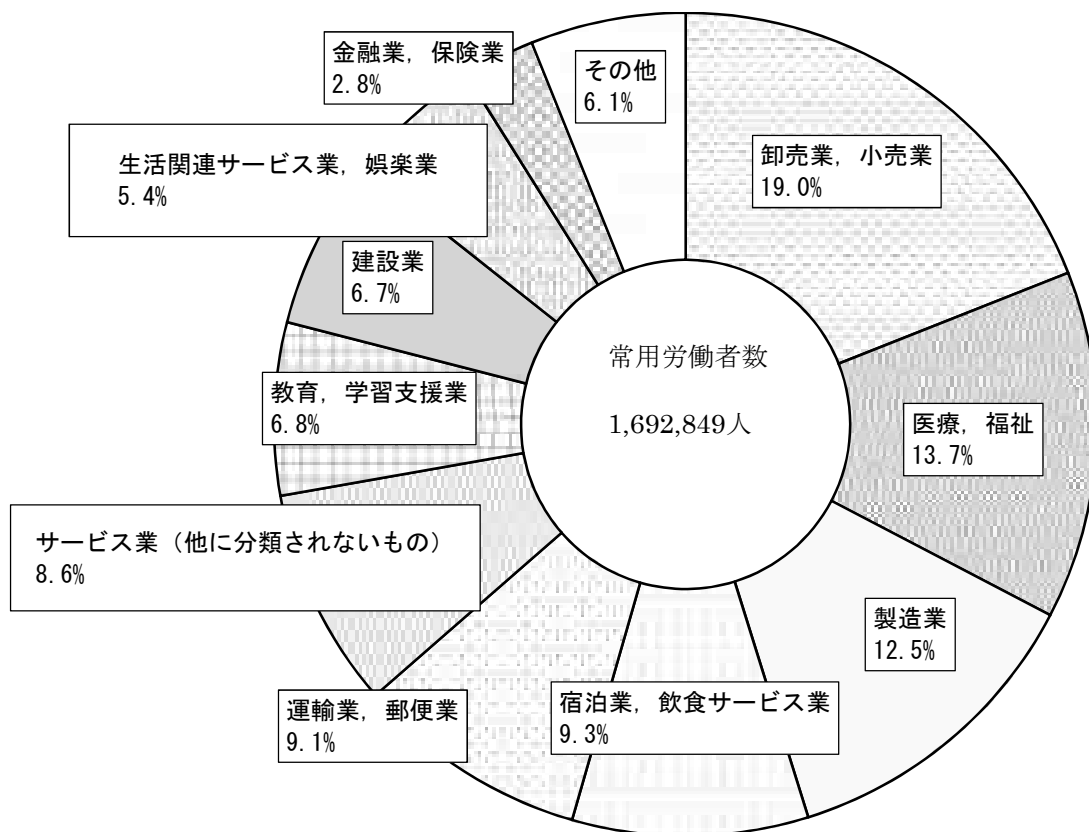 金融業，保険業
2.8%
その他
6.1%
卸売業，小売業
19.0%
生活関連サービス業，娯楽業
5.4%
建設業
6.7%
常用労働者数
1,692,849人
教育，学習支援業
6.8%
医療，福祉
13.7%
サービス業（他に分類されないもの）
8.6%
製造業
12.5%
運輸業，郵便業
9.1%
宿泊業，飲食サービス業
9.3%